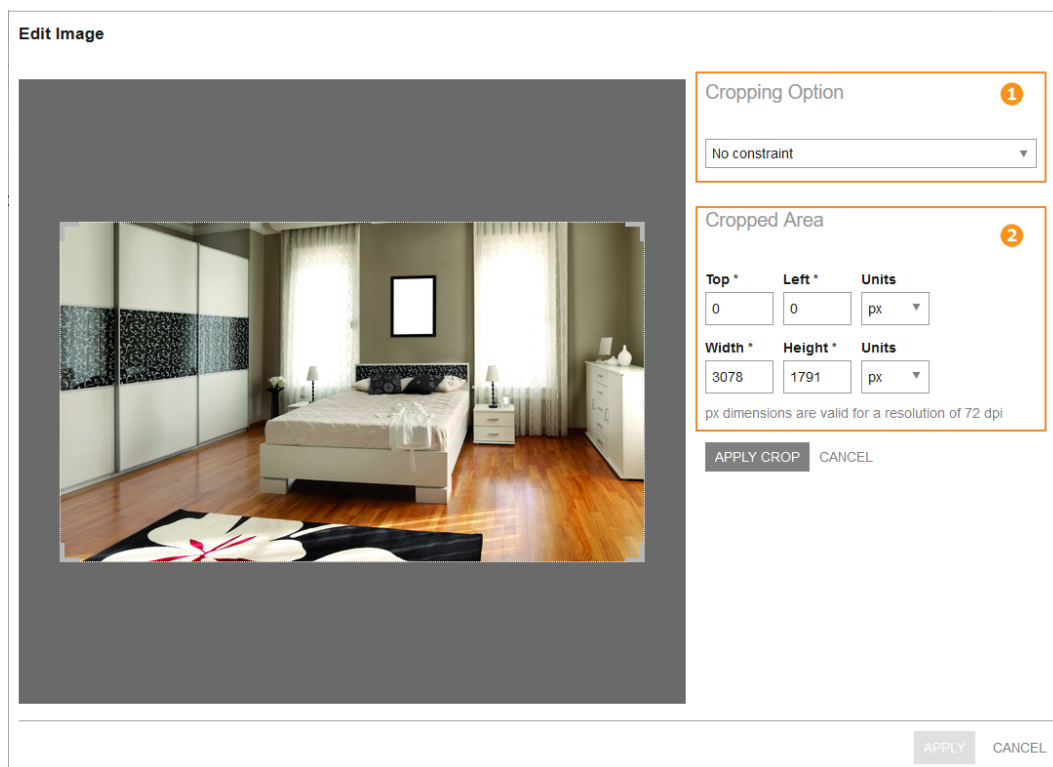 Edit Image
Cropping Option
1
No constraint
Cropped Area
2
Top * Left * Units
0 0 px
Width * Height * Units
3078 1791 px
px dimensions are valid for a resolution of 72 dpi
APPLY CROP CANCEL
APPLY CANCEL